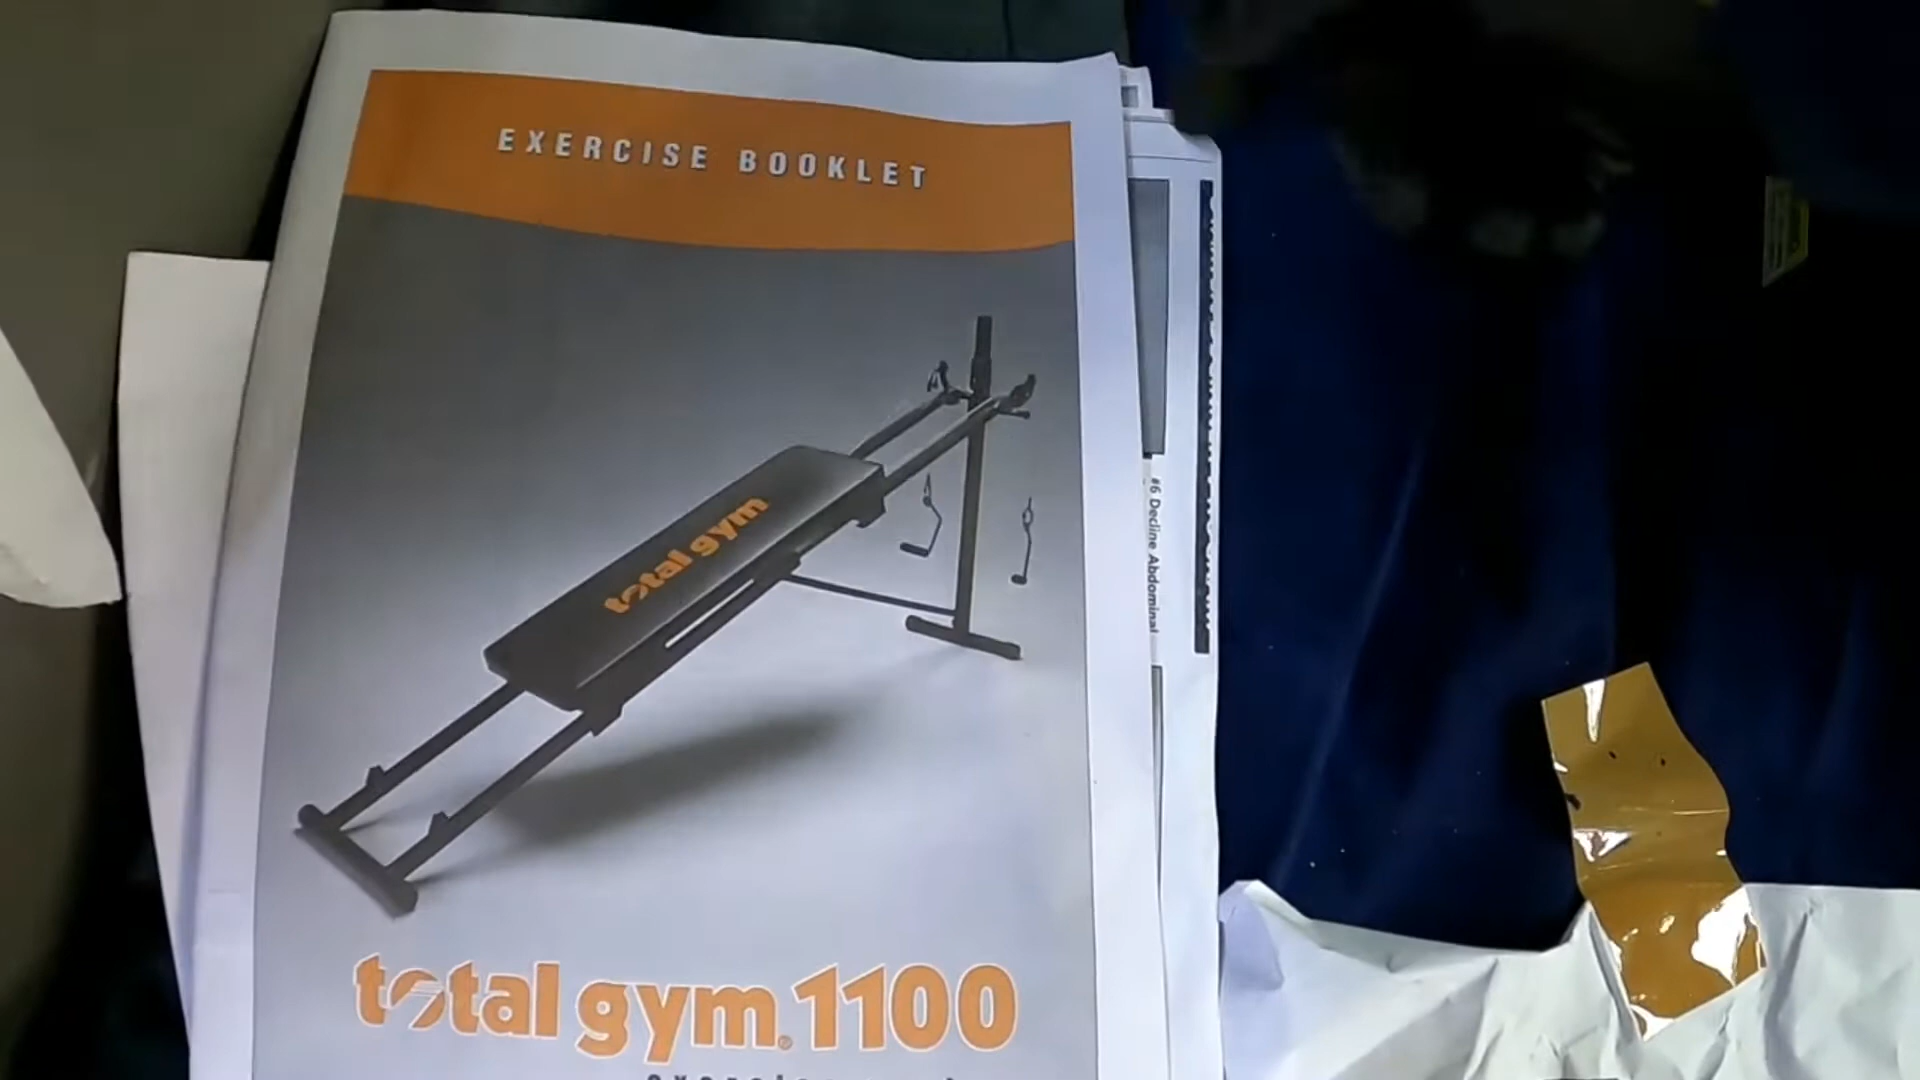 EXERCISE BOOKLET
total gym
total gym® 1100
#6 Decline Abdominal